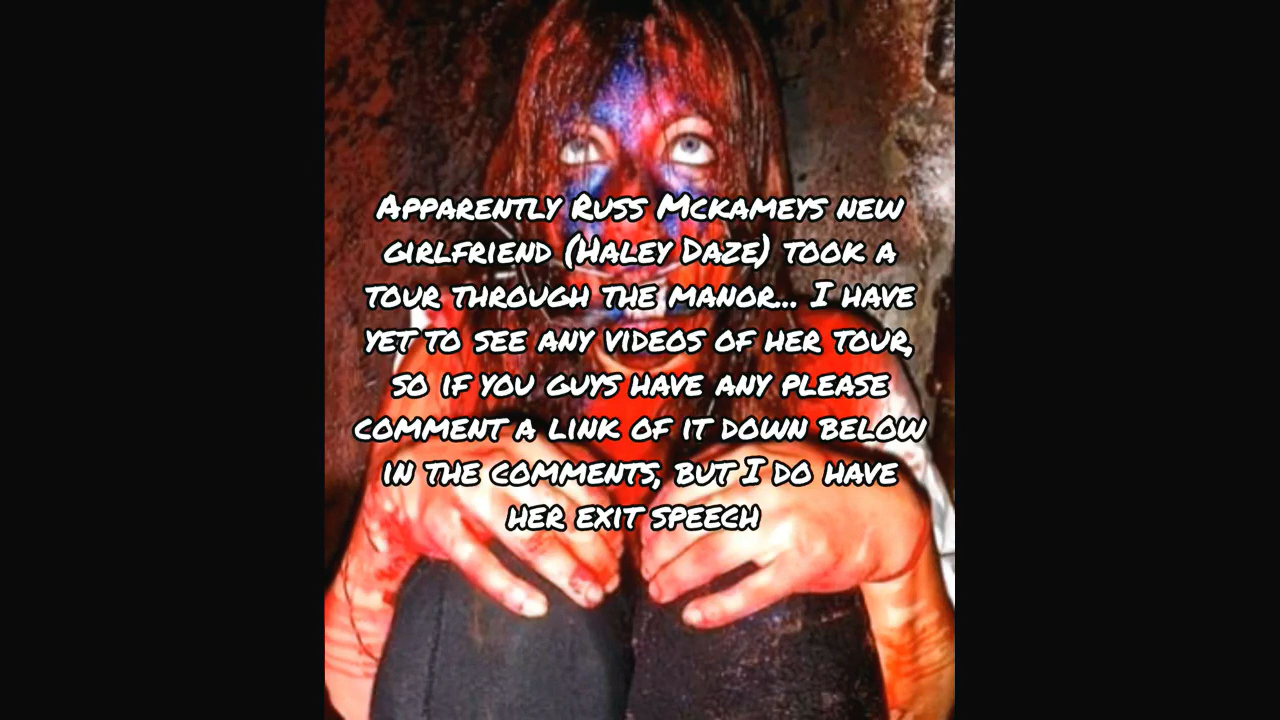 Apparently Russ Mckameys new
girlfriend (Haley Daze) took a
tour through the manor... I have
yet to see any videos of her tour,
so if you guys have any please
comment a link of it down below
in the comments, but I do have
her exit speech